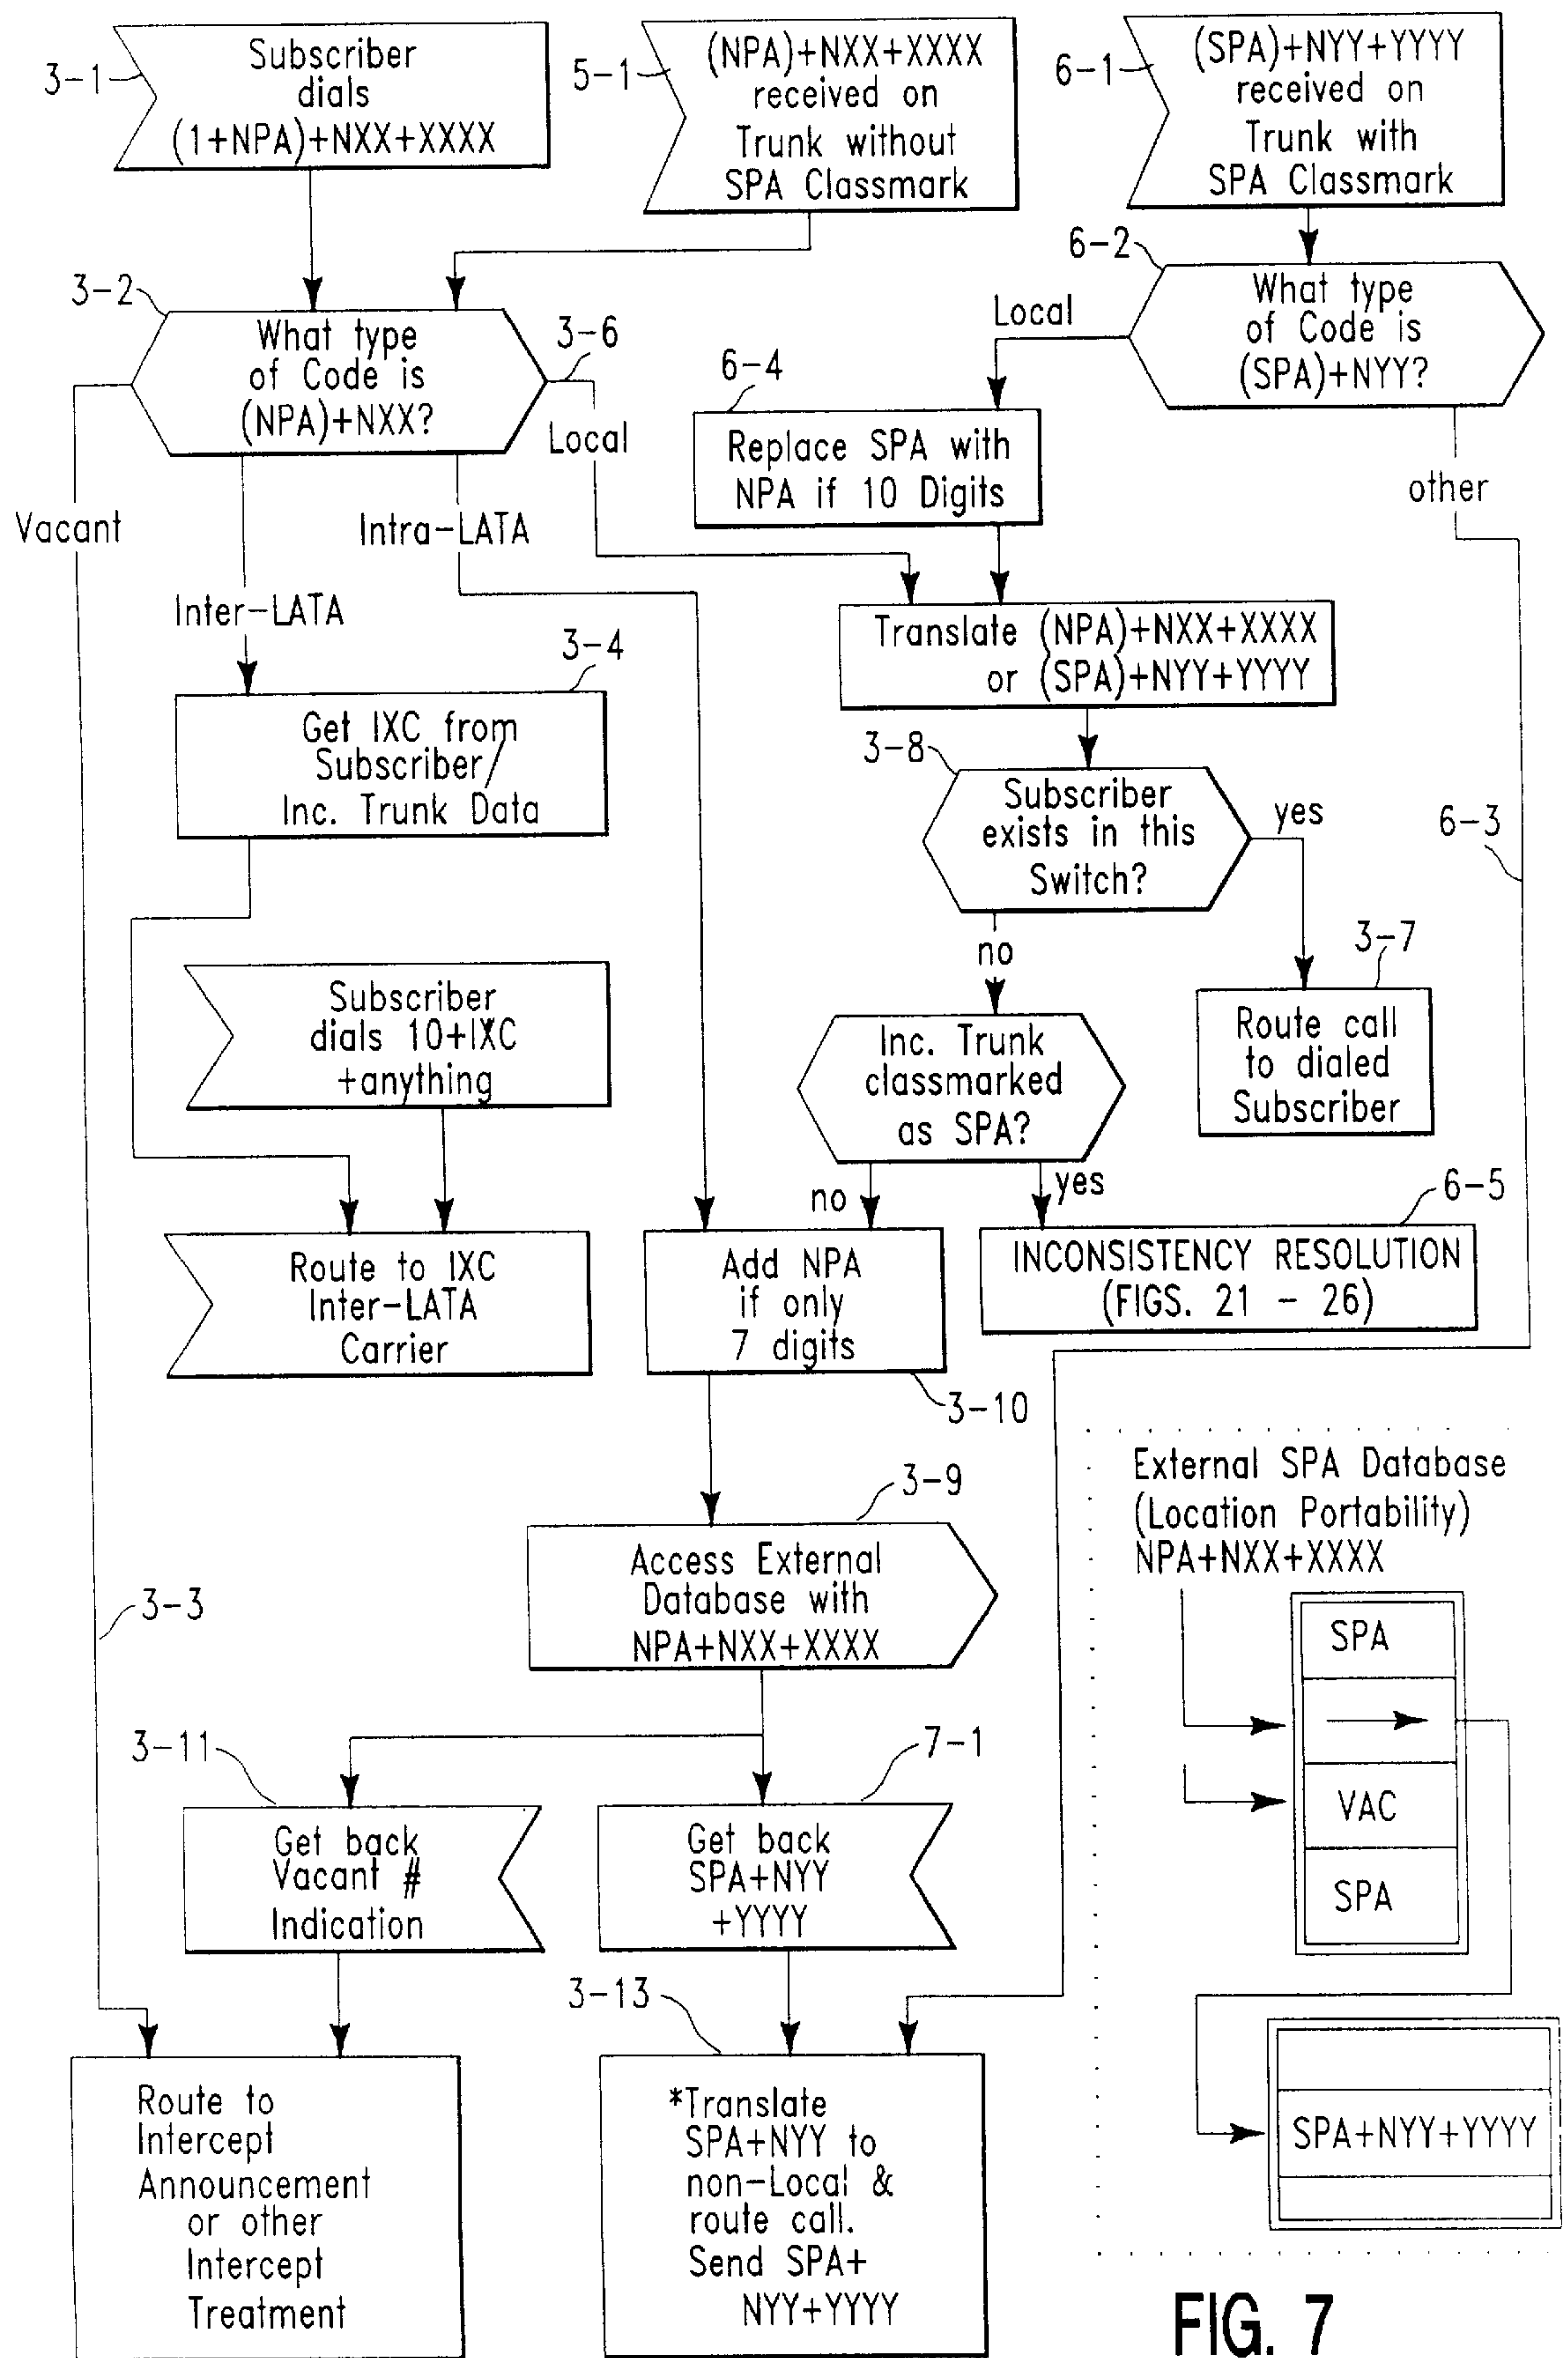 3-1
Subscriber
dials
(1+NPA)+NXX+XXXX
5-1
(NPA)+NXX+XXXX
received on
Trunk without
SPA Classmark
6-1
(SPA)+NYY+YYYY
received on
Trunk with
SPA Classmark
3-2
What type
of Code is
(NPA)+NXX?
3-6
Local
Vacant
Inter-LATA
Intra-LATA
6-2
What type
of Code is
(SPA)+NYY?
Local
other
6-4
Replace SPA with
NPA if 10 Digits
Translate (NPA)+NXX+XXXX
or (SPA)+NYY+YYYY
3-4
Get IXC from
Subscriber/
Inc. Trunk Data
3-8
Subscriber
exists in this
Switch?
yes
no
6-3
3-7
Route call
to dialed
Subscriber
Subscriber
dials 10+IXC
+anything
Inc. Trunk
classmarked
as SPA?
no
yes
6-5
INCONSISTENCY RESOLUTION
(FIGS. 21 - 26)
Route to IXC
Inter-LATA
Carrier
Add NPA
if only
7 digits
3-10
3-9
Access External
Database with
NPA+NXX+XXXX
3-3
External SPA Database
(Location Portability)
NPA+NXX+XXXX
SPA
VAC
SPA
SPA+NYY+YYYY
3-11
Get back
Vacant #
Indication
7-1
Get back
SPA+NYY
+YYYY
3-13
Route to
Intercept
Announcement
or other
Intercept
Treatment
*Translate
SPA+NYY to
non-Local &
route call.
Send SPA+
NYY+YYYY
FIG. 7